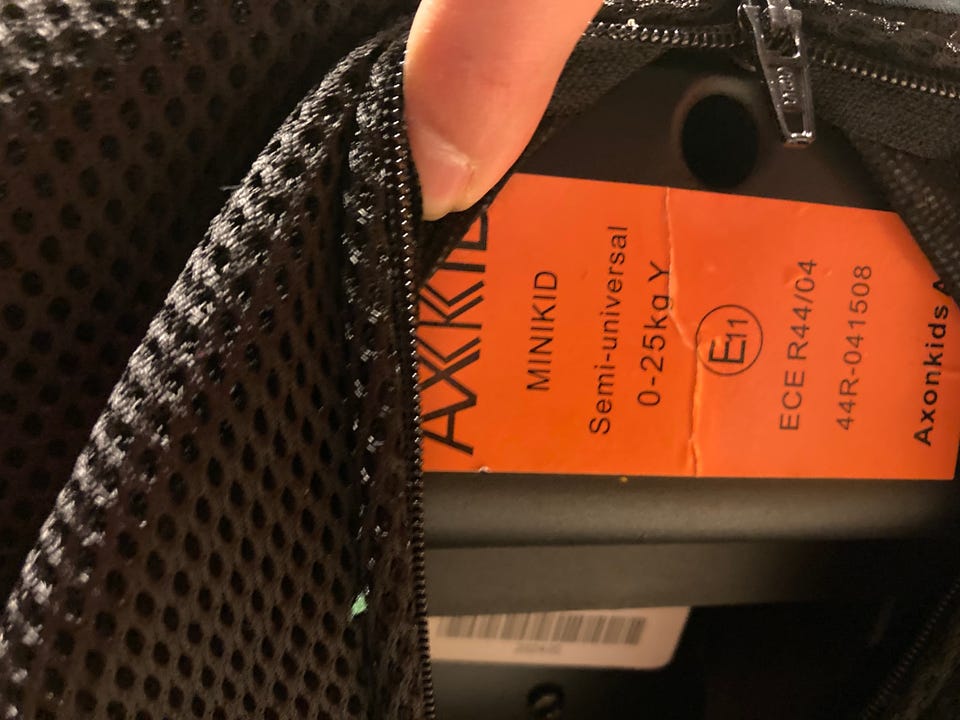 AXKID
MINIKID
Semi-universal
0-25kg Y
E11
ECE R44/04
44R-041508
Axonkids